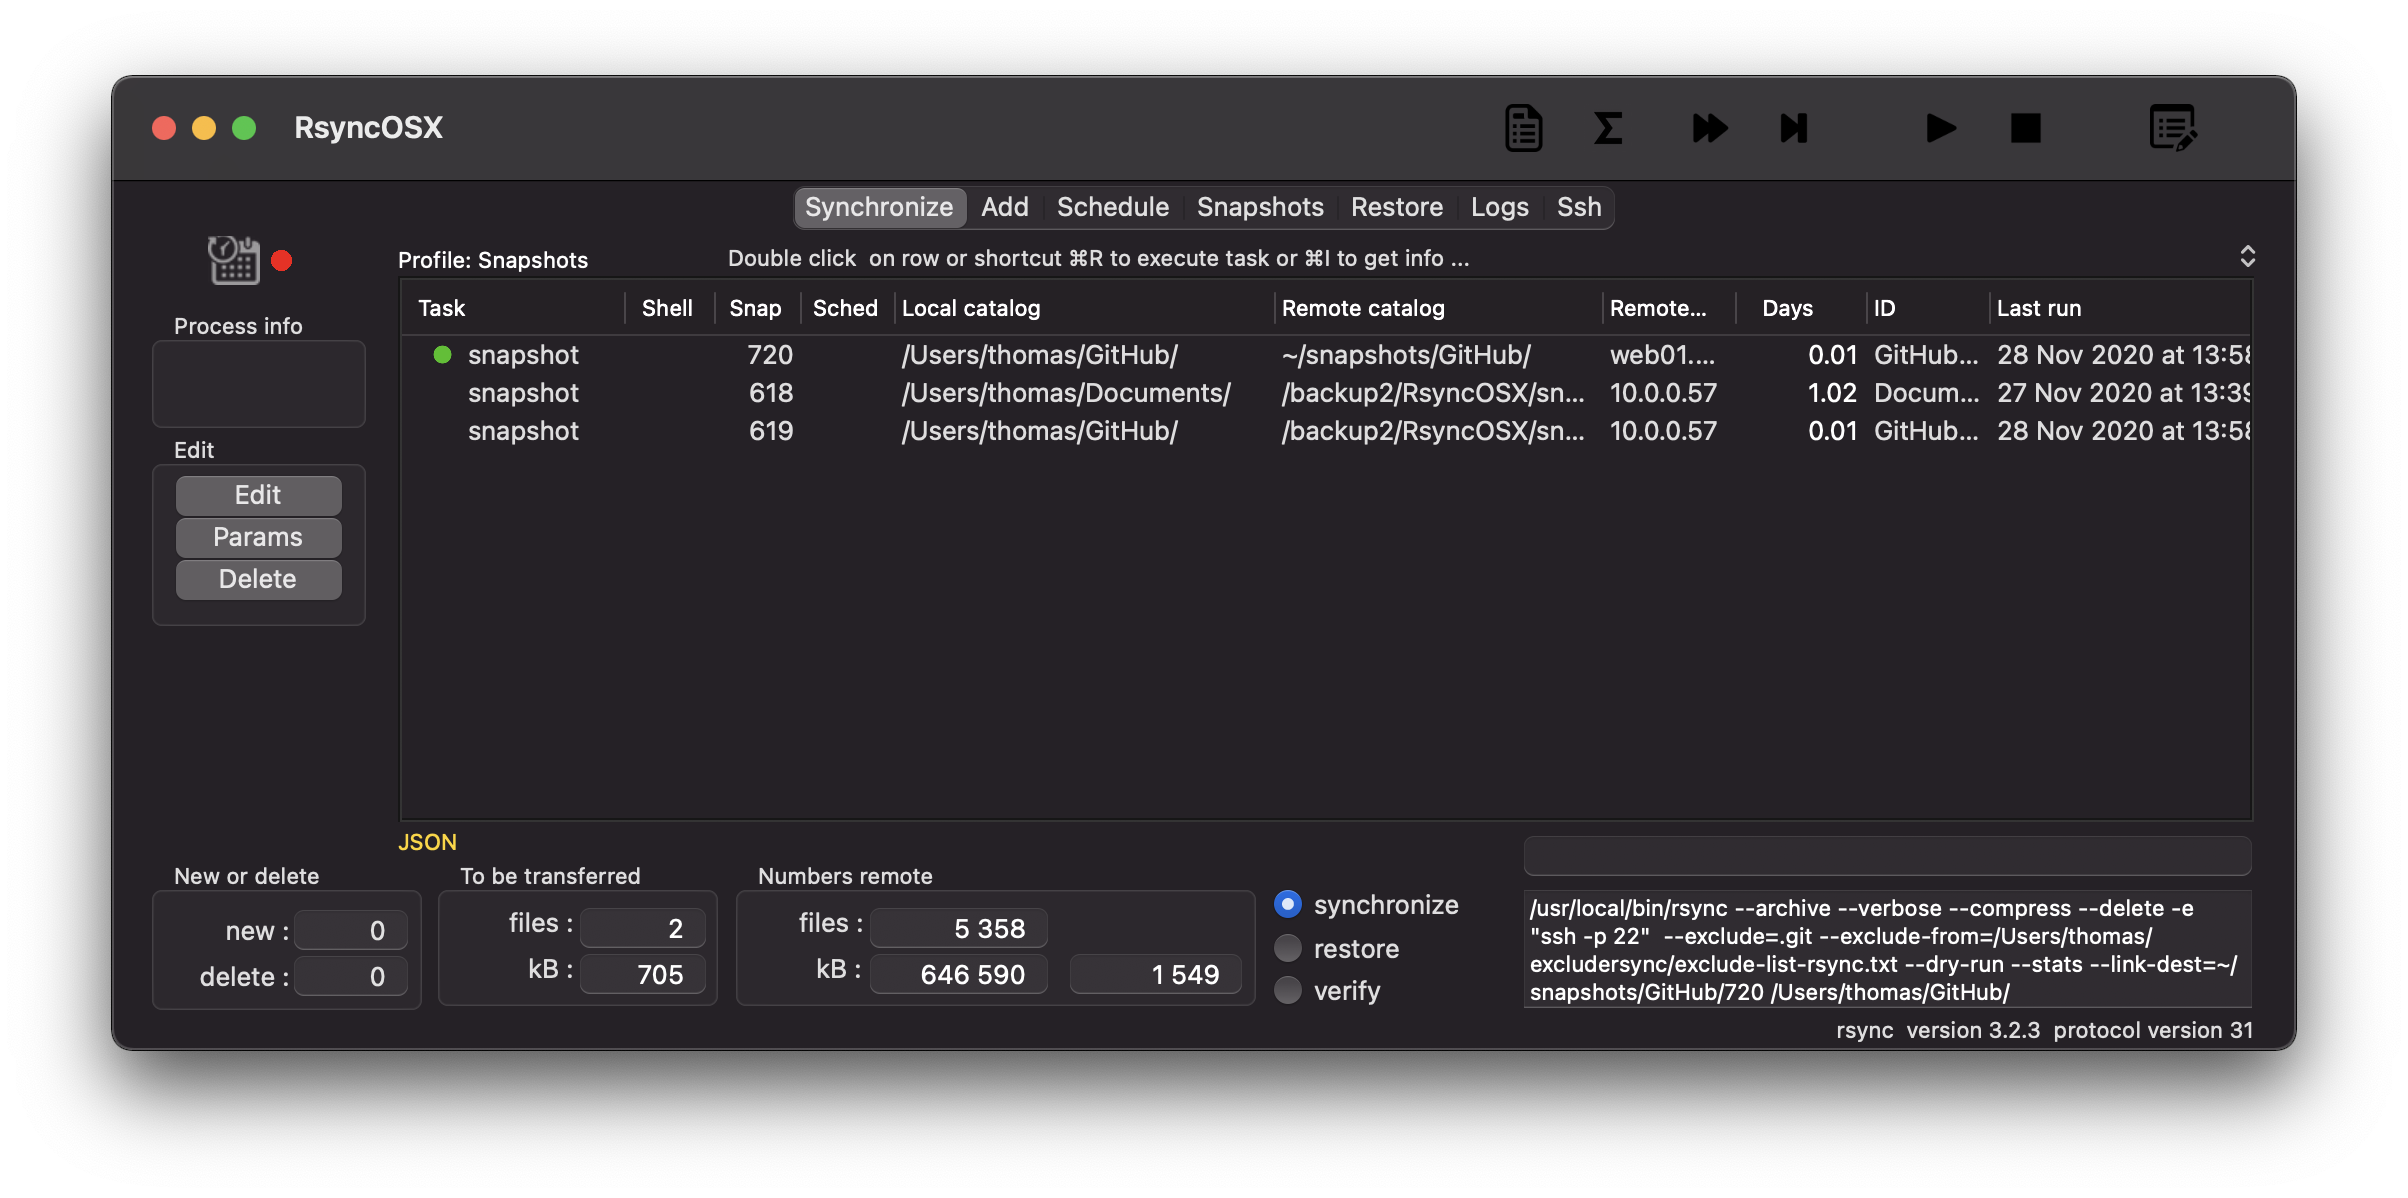 RsyncOSX
Synchronize Add Schedule Snapshots Restore Logs Ssh
Profile: Snapshots Double click on row or shortcut ⌘R to execute task or ⌘I to get info ...
Task Shell Snap Sched Local catalog Remote catalog Remote... Days ID Last run
snapshot 720 /Users/thomas/GitHub/ ~/snapshots/GitHub/ web01.... 0.01 GitHub... 28 Nov 2020 at 13:58
snapshot 618 /Users/thomas/Documents/ /backup2/RsyncOSX/sn... 10.0.0.57 1.02 Docum... 27 Nov 2020 at 13:39
snapshot 619 /Users/thomas/GitHub/ /backup2/RsyncOSX/sn... 10.0.0.57 0.01 GitHub... 28 Nov 2020 at 13:58
Process info
Edit
Edit
Params
Delete
JSON
New or delete
new : 0
delete : 0
To be transferred
files : 2
kB : 705
Numbers remote
files : 5 358
kB : 646 590 1 549
synchronize
restore
verify
/usr/local/bin/rsync --archive --verbose --compress --delete -e
"ssh -p 22" --exclude=.git --exclude-from=/Users/thomas/
excludersync/exclude-list-rsync.txt --dry-run --stats --link-dest=~/
snapshots/GitHub/720 /Users/thomas/GitHub/
rsync version 3.2.3 protocol version 31